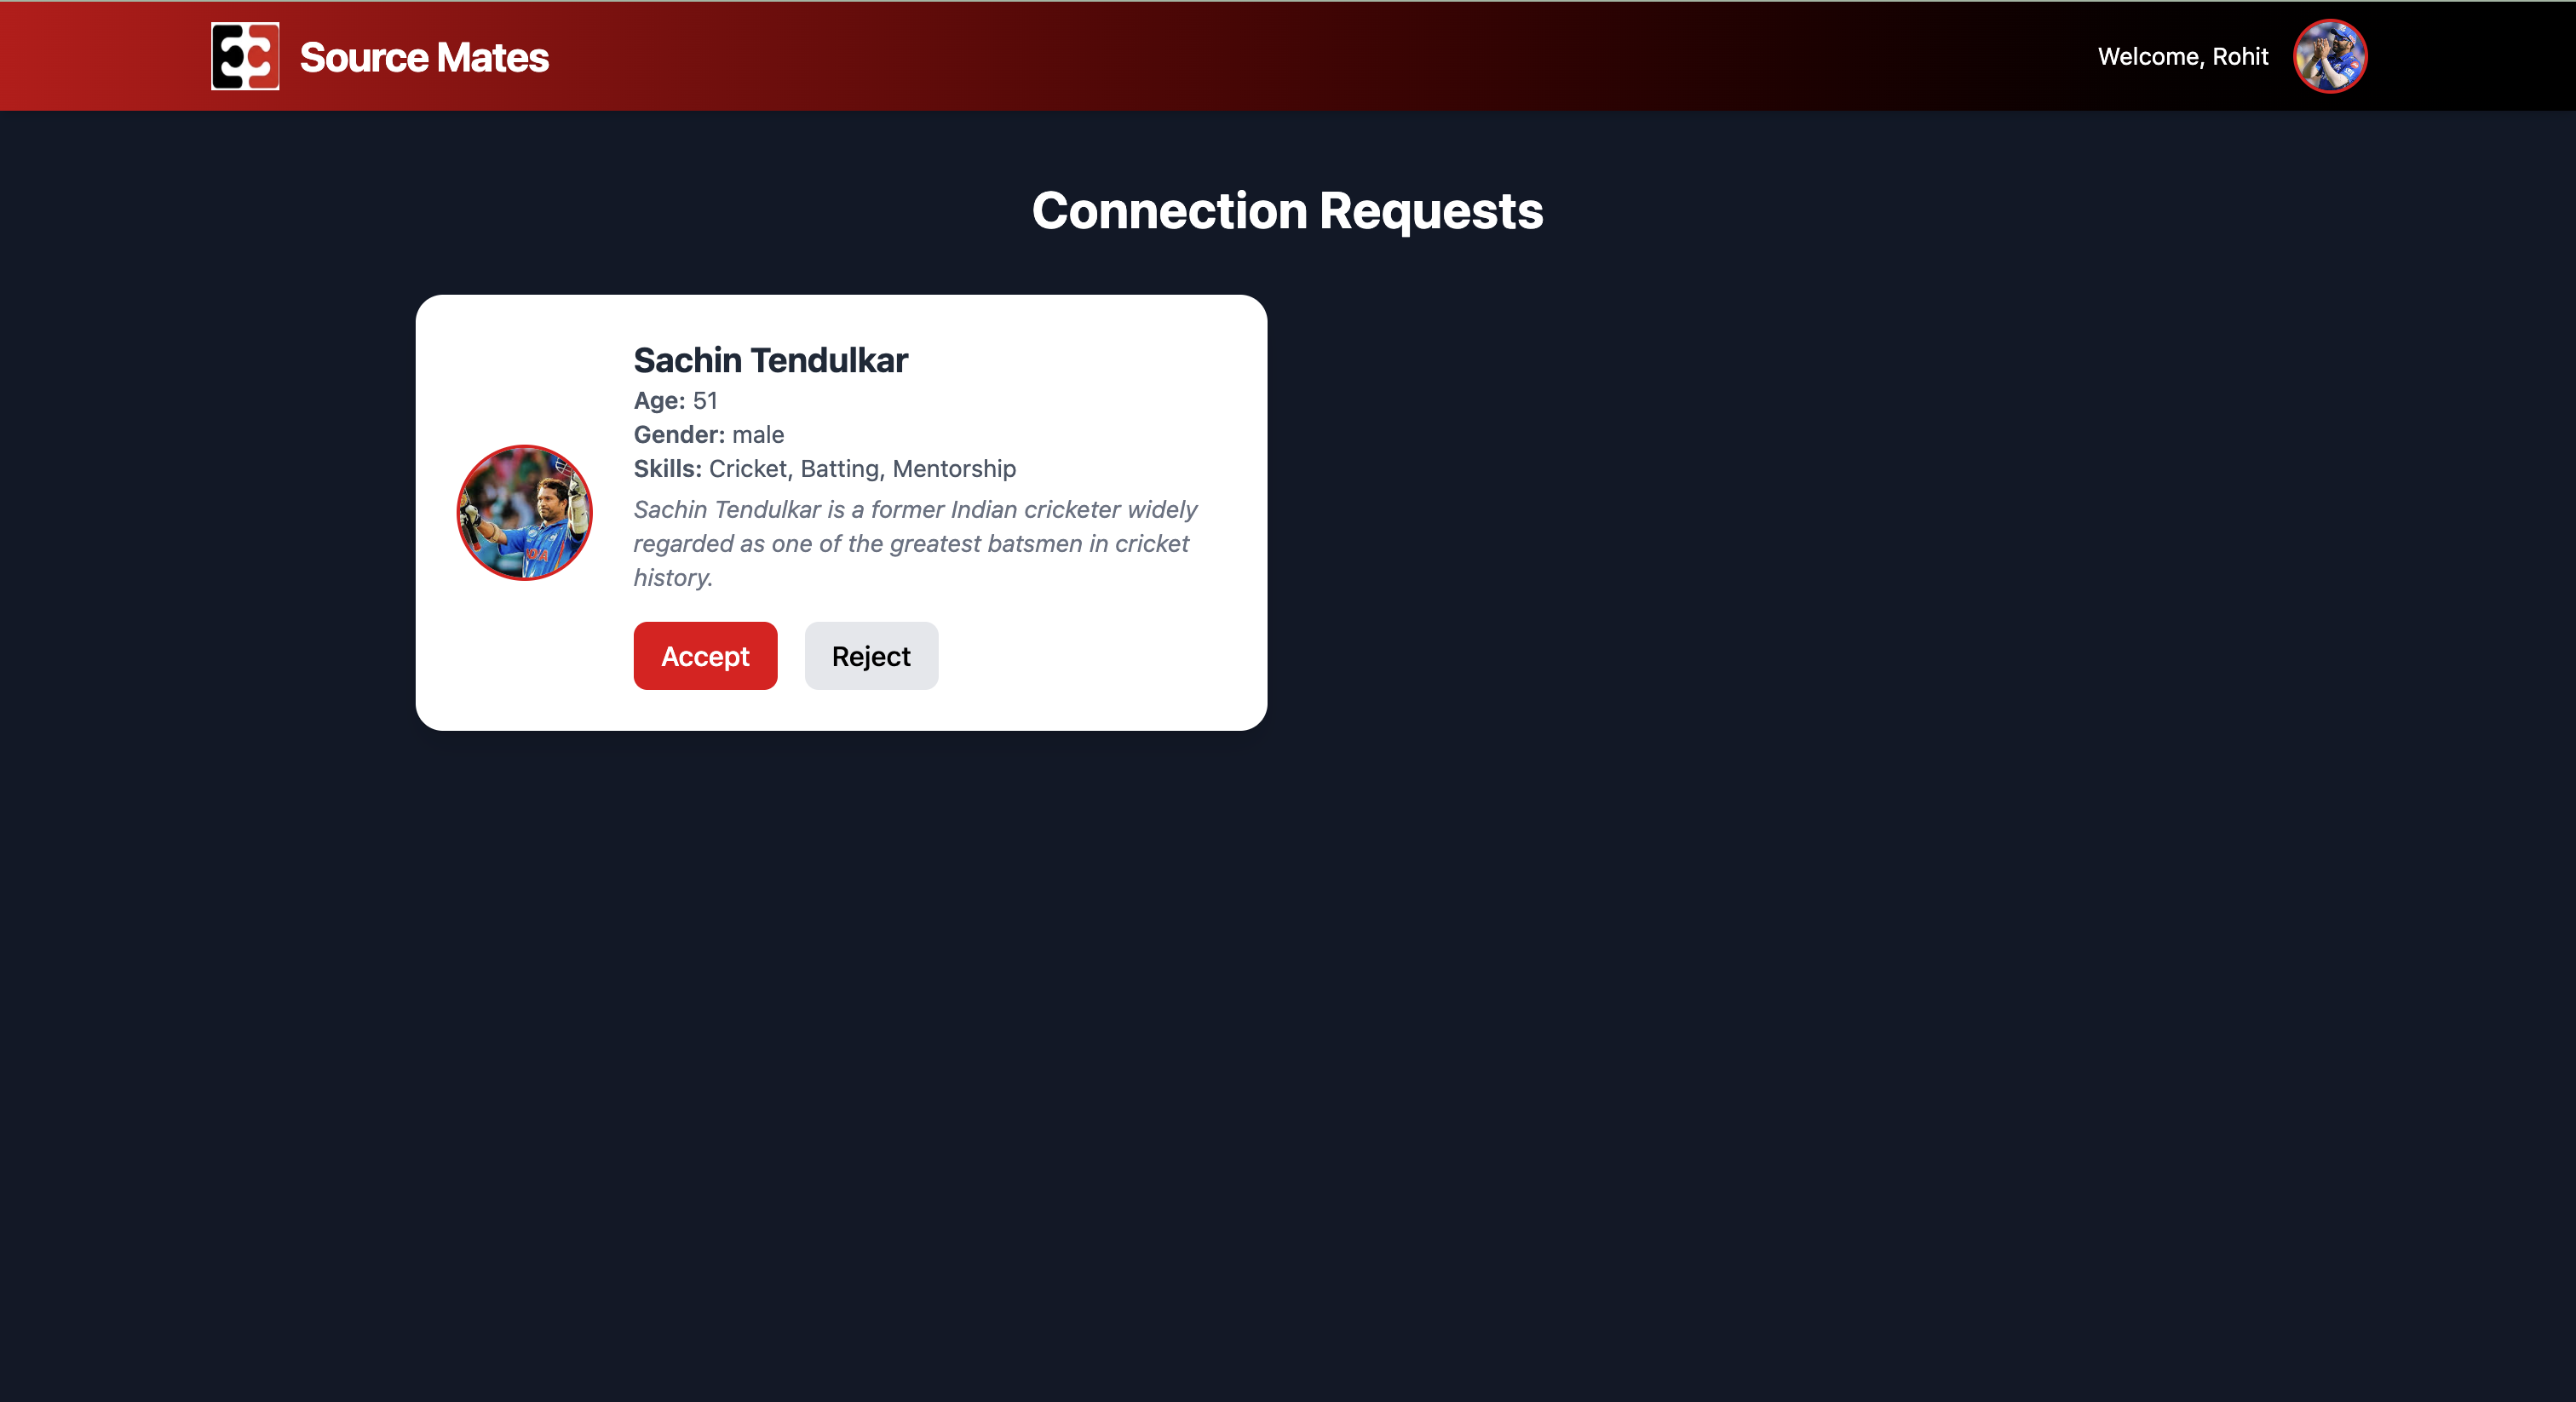 Source Mates
Welcome, Rohit
Connection Requests
Sachin Tendulkar
Age: 51
Gender: male
Skills: Cricket, Batting, Mentorship
Sachin Tendulkar is a former Indian cricketer widely
regarded as one of the greatest batsmen in cricket
history.
Accept
Reject